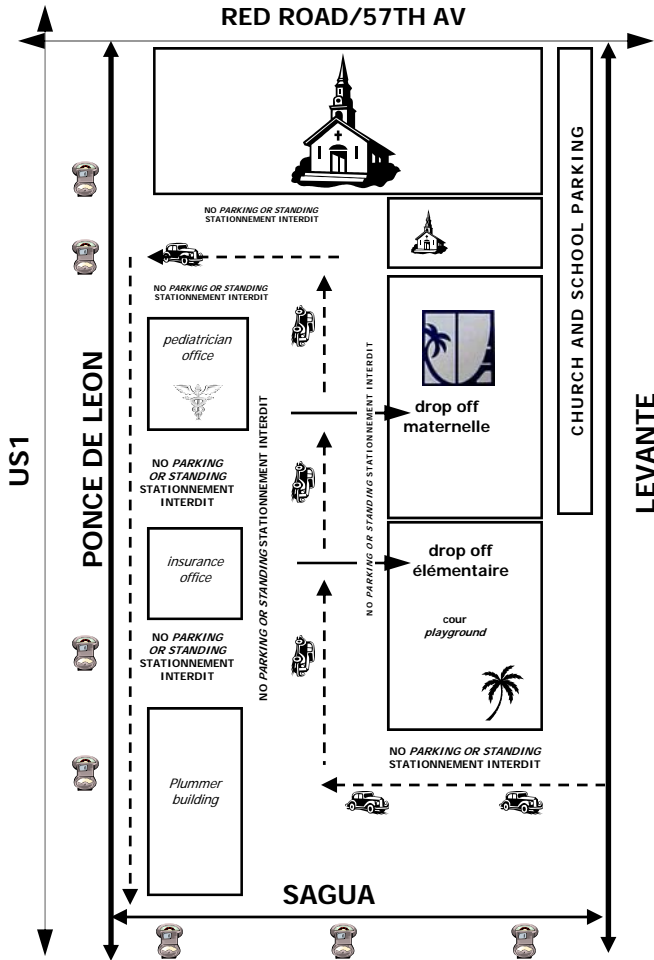 RED ROAD/57TH AV
NO PARKING OR STANDING
STATIONNEMENT INTERDIT
NO PARKING OR STANDING
STATIONNEMENT INTERDIT
CHURCH AND SCHOOL PARKING
pediatrician
office
drop off
maternelle
NO PARKING OR STANDING STATIONNEMENT INTERDIT
NO PARKING OR STANDING STATIONNEMENT INTERDIT
US1
PONCE DE LEON
LEVANTE
NO PARKING
OR STANDING
STATIONNEMENT
INTERDIT
insurance
office
drop off
élémentaire
cour
playground
NO PARKING
OR STANDING
STATIONNEMENT
INTERDIT
NO PARKING OR STANDING
STATIONNEMENT INTERDIT
Plummer
building
SAGUA